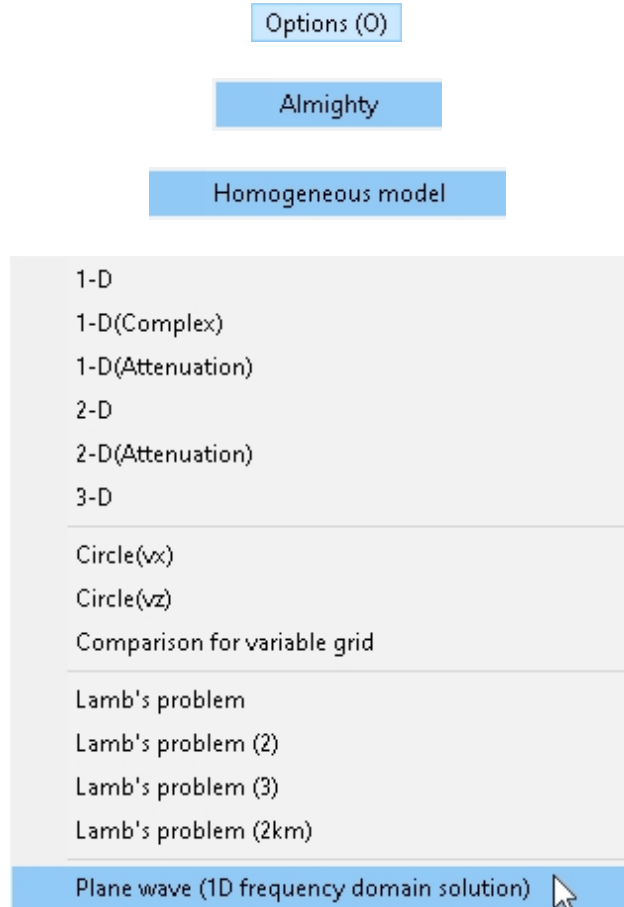 Options (O)
Almighty
Homogeneous model
1-D
1-D(Complex)
1-D(Attenuation)
2-D
2-D(Attenuation)
3-D
Circle(vx)
Circle(vz)
Comparison for variable grid
Lamb's problem
Lamb's problem (2)
Lamb's problem (3)
Lamb's problem (2km)
Plane wave (1D frequency domain solution)